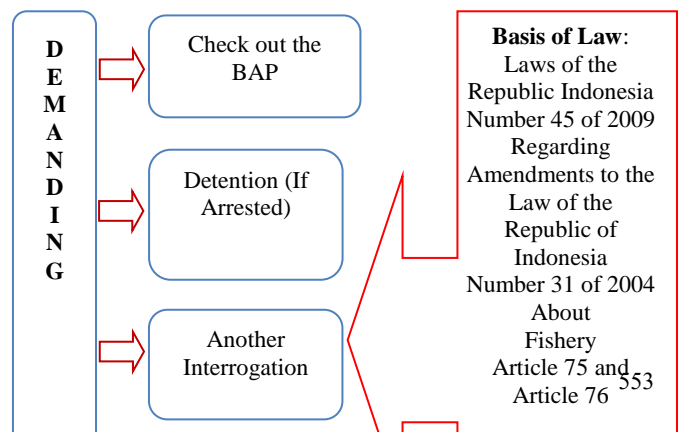 DEMANDING
Check out the
BAP
Detention (If
Arrested)
Another
Interrogation
Basis of Law:
Laws of the
Republic Indonesia
Number 45 of 2009
Regarding
Amendments to the
Law of the
Republic of
Indonesia
Number 31 of 2004
About
Fishery
Article 75 and
Article 76
553